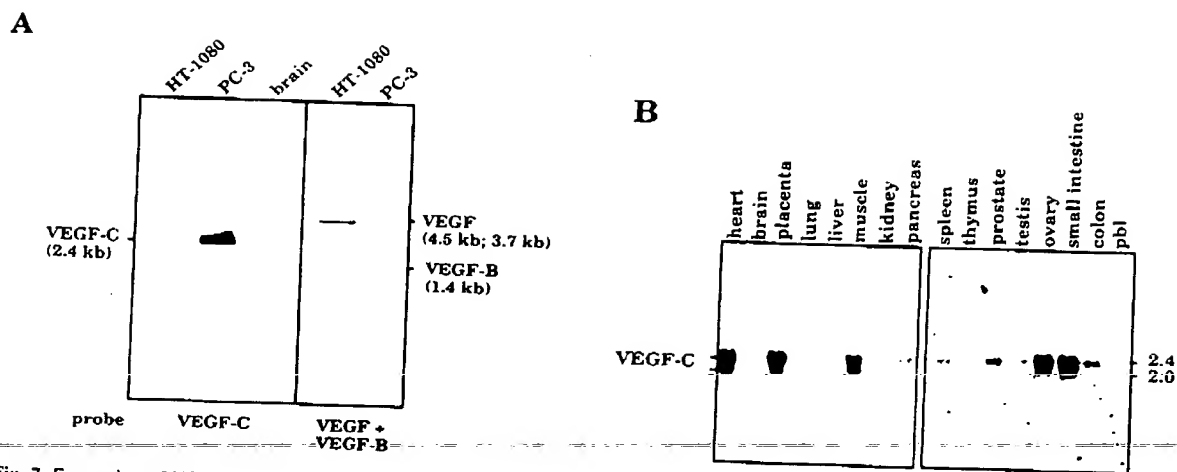 A
HT-1080
PC-3
brain
HT-1080
PC-3
VEGF-C
(2.4 kb)
VEGF
(4.5 kb; 3.7 kb)
VEGF-B
(1.4 kb)
probe
VEGF-C
VEGF +
VEGF-B
B
heart
brain
placenta
lung
liver
muscle
kidney
pancreas
spleen
thymus
prostate
testis
ovary
small intestine
colon
pbl
VEGF-C
2.4
2.0